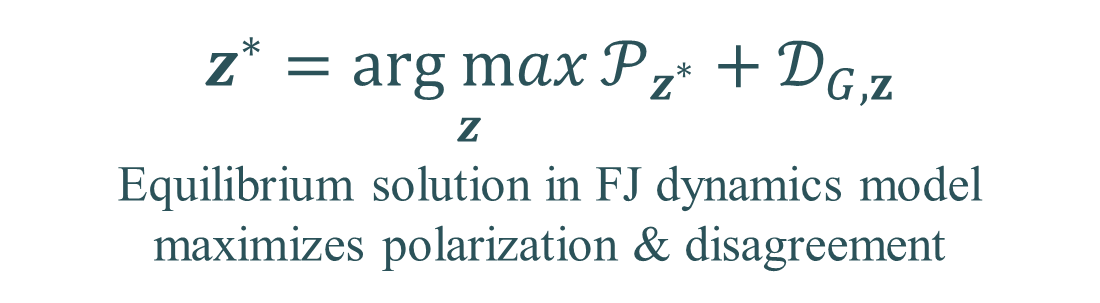 z* = arg max P_z* + D_G,z
z
Equilibrium solution in FJ dynamics model
maximizes polarization & disagreement